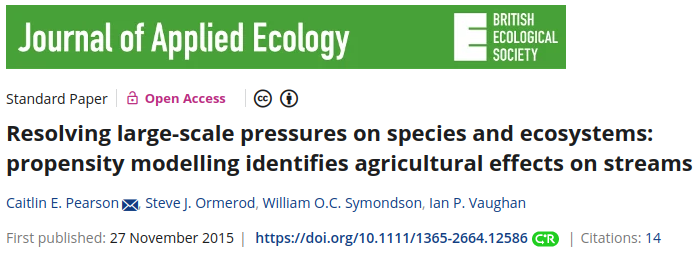 Journal of Applied Ecology
BRITISH
ECOLOGICAL
SOCIETY
Standard Paper Open Access cc
Resolving large-scale pressures on species and ecosystems:
propensity modelling identifies agricultural effects on streams
Caitlin E. Pearson, Steve J. Ormerod, William O.C. Symondson, Ian P. Vaughan
First published: 27 November 2015 | https://doi.org/10.1111/1365-2664.12586 CR | Citations: 14